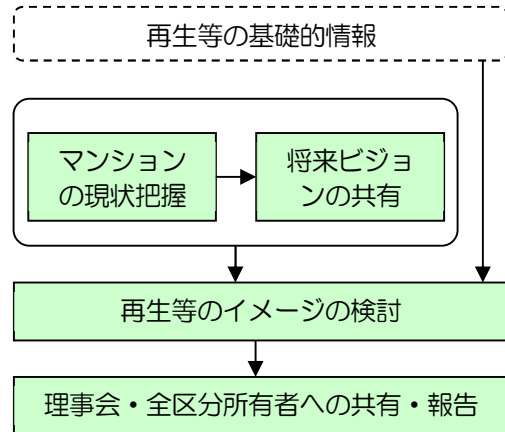 再生等の基礎的情報
マンション
の現状把握
将来ビジョ
ンの共有
再生等のイメージの検討
理事会・全区分所有者への共有・報告